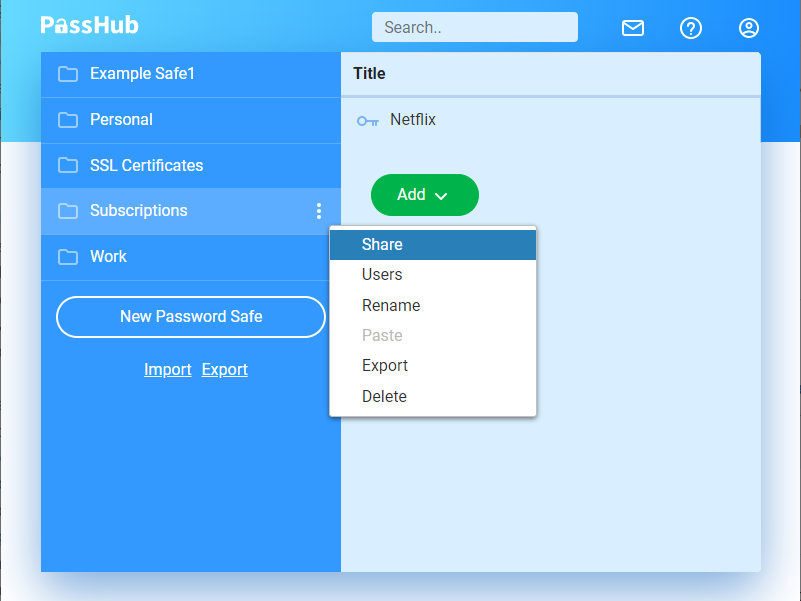 PassHub
Search..
Example Safe1
Personal
SSL Certificates
Subscriptions
Work
New Password Safe
Import Export
Title
Netflix
Add
Share
Users
Rename
Paste
Export
Delete